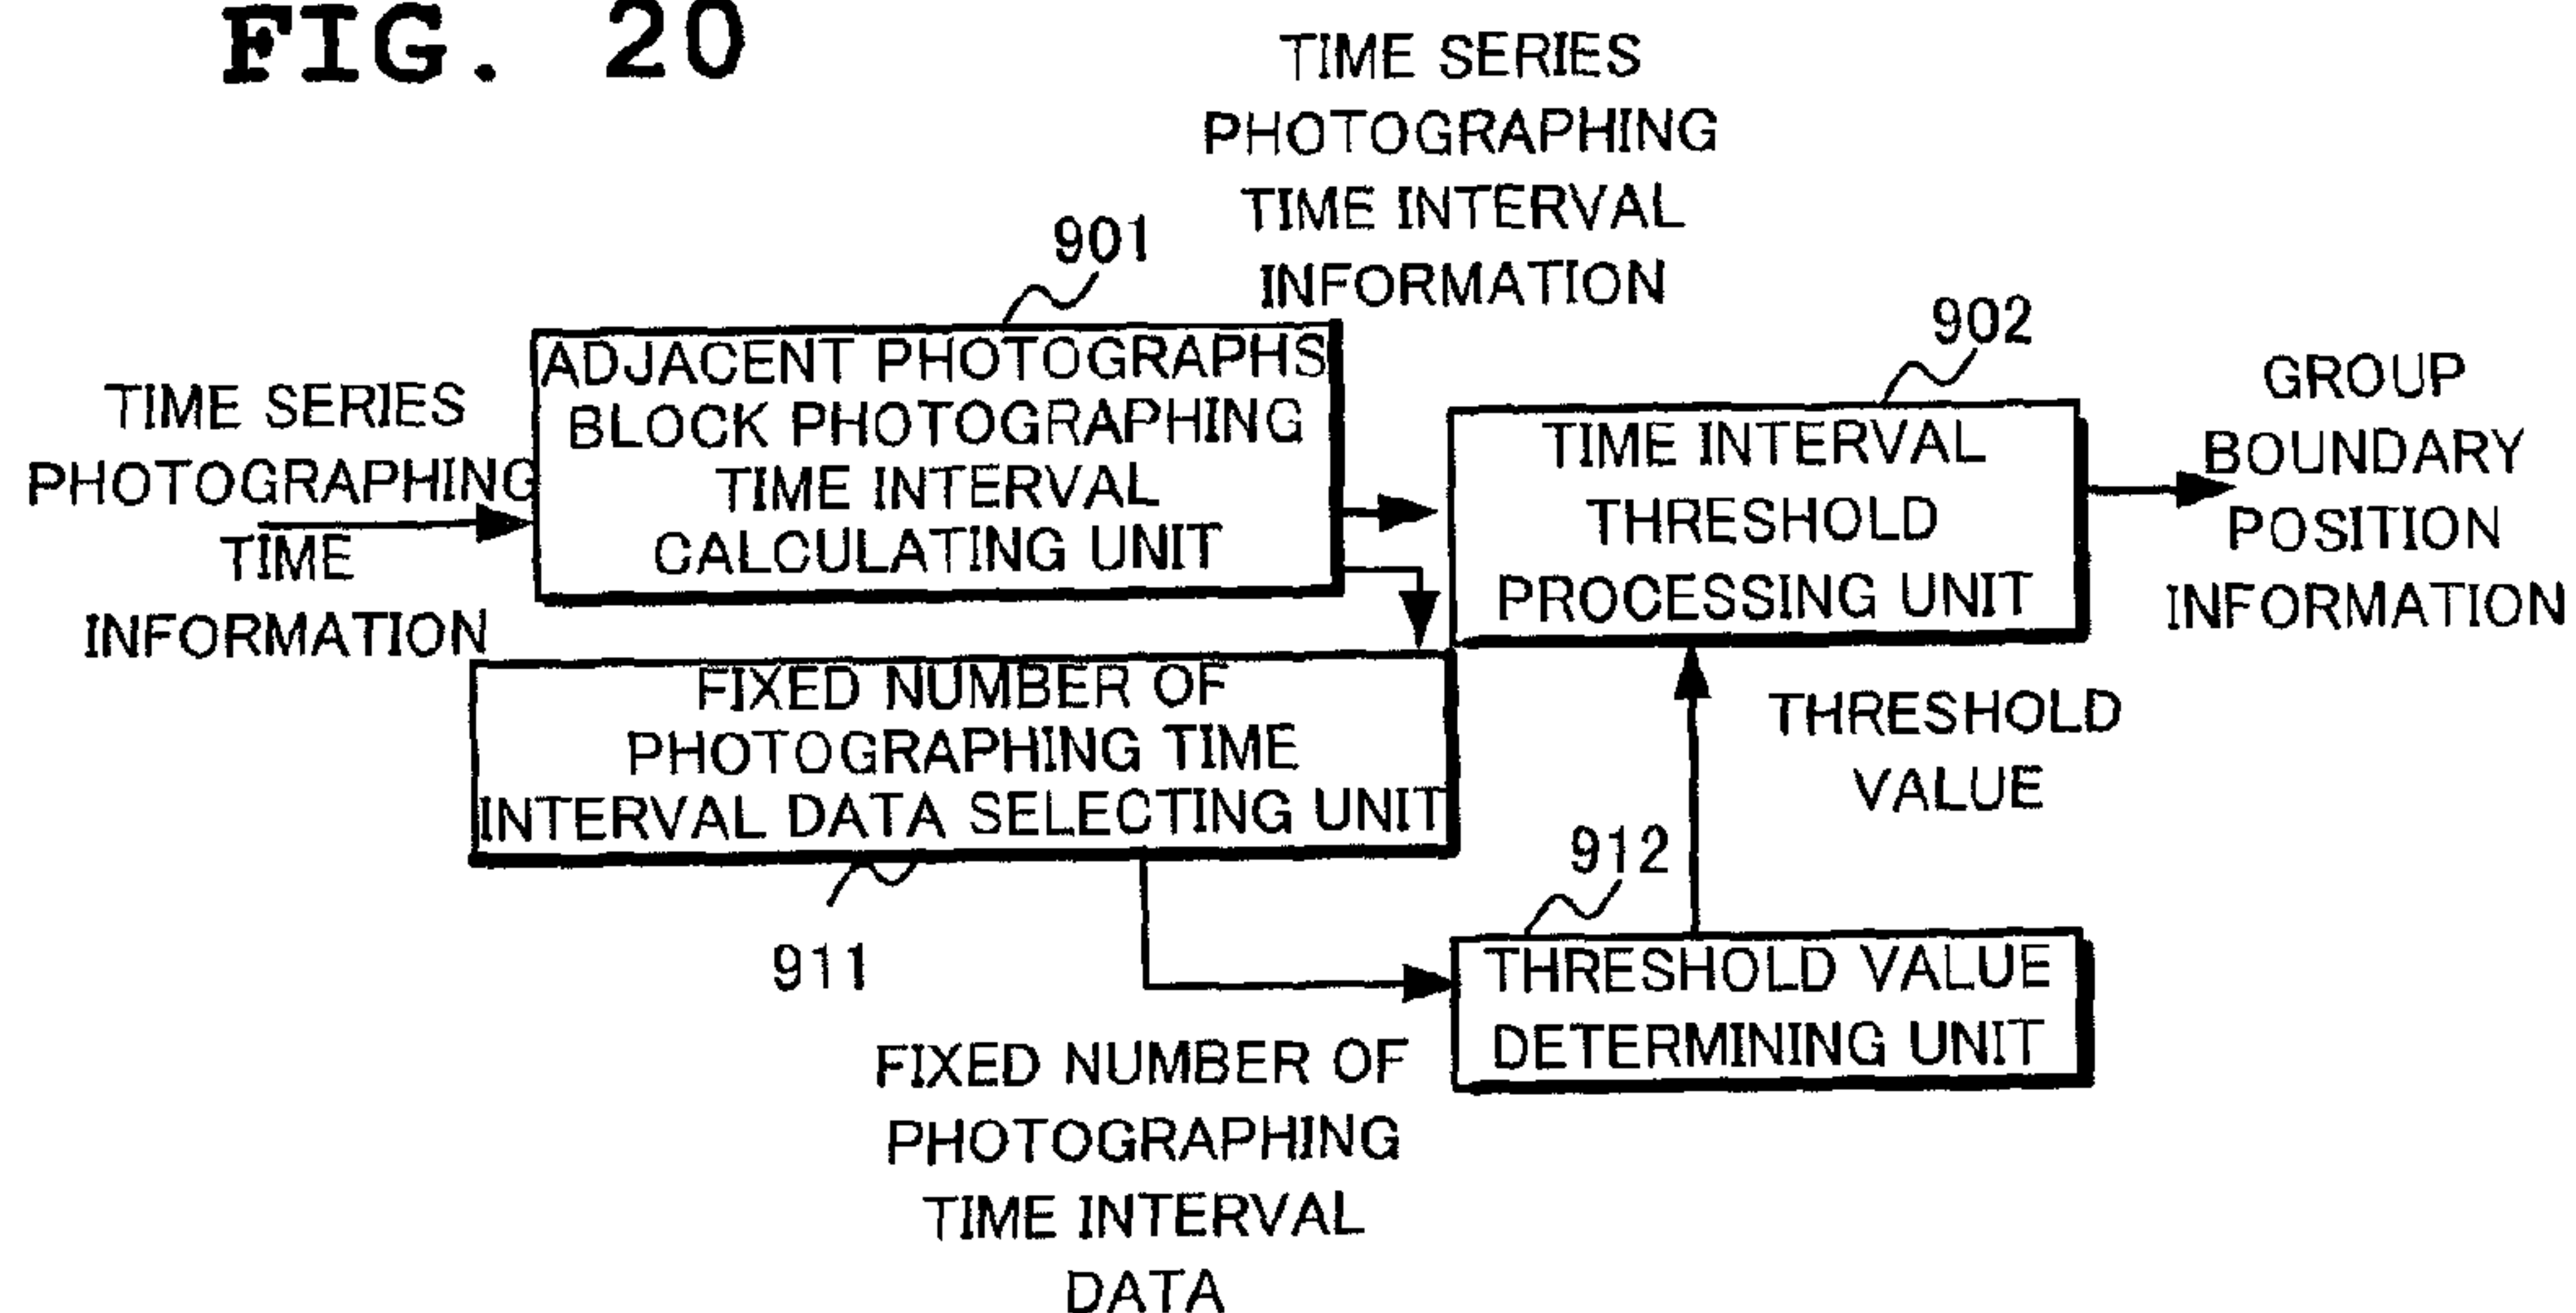 FIG. 20
TIME SERIES
PHOTOGRAPHING
TIME INTERVAL
INFORMATION
901
902
TIME SERIES
PHOTOGRAPHING
TIME
INFORMATION
ADJACENT PHOTOGRAPHS
BLOCK PHOTOGRAPHING
TIME INTERVAL
CALCULATING UNIT
TIME INTERVAL
THRESHOLD
PROCESSING UNIT
GROUP
BOUNDARY
POSITION
INFORMATION
FIXED NUMBER OF
PHOTOGRAPHING TIME
INTERVAL DATA SELECTING UNIT
THRESHOLD
VALUE
911
912
THRESHOLD VALUE
DETERMINING UNIT
FIXED NUMBER OF
PHOTOGRAPHING
TIME INTERVAL
DATA